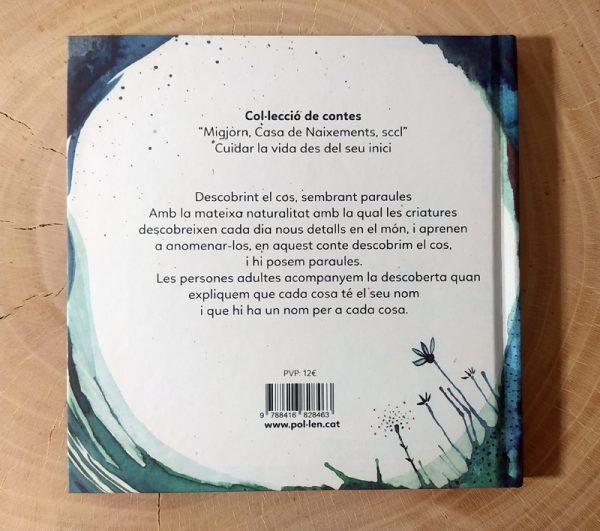 Col·lecció de contes
"Migjorn, Casa de Naixements, sccl"
Cuidar la vida des del seu inici
Descobrint el cos, sembrant paraules
Amb la mateixa naturalitat amb la qual les criatures
descobreixen cada dia nous detalls en el món, i aprenen
a anomenar-los, en aquest conte descobrim el cos,
i hi posem paraules.
Les persones adultes acompanyem la descoberta quan
expliquem que cada cosa té el seu nom
i que hi ha un nom per a cada cosa.
PVP: 12€
9 788416 828463
www.pol-len.cat